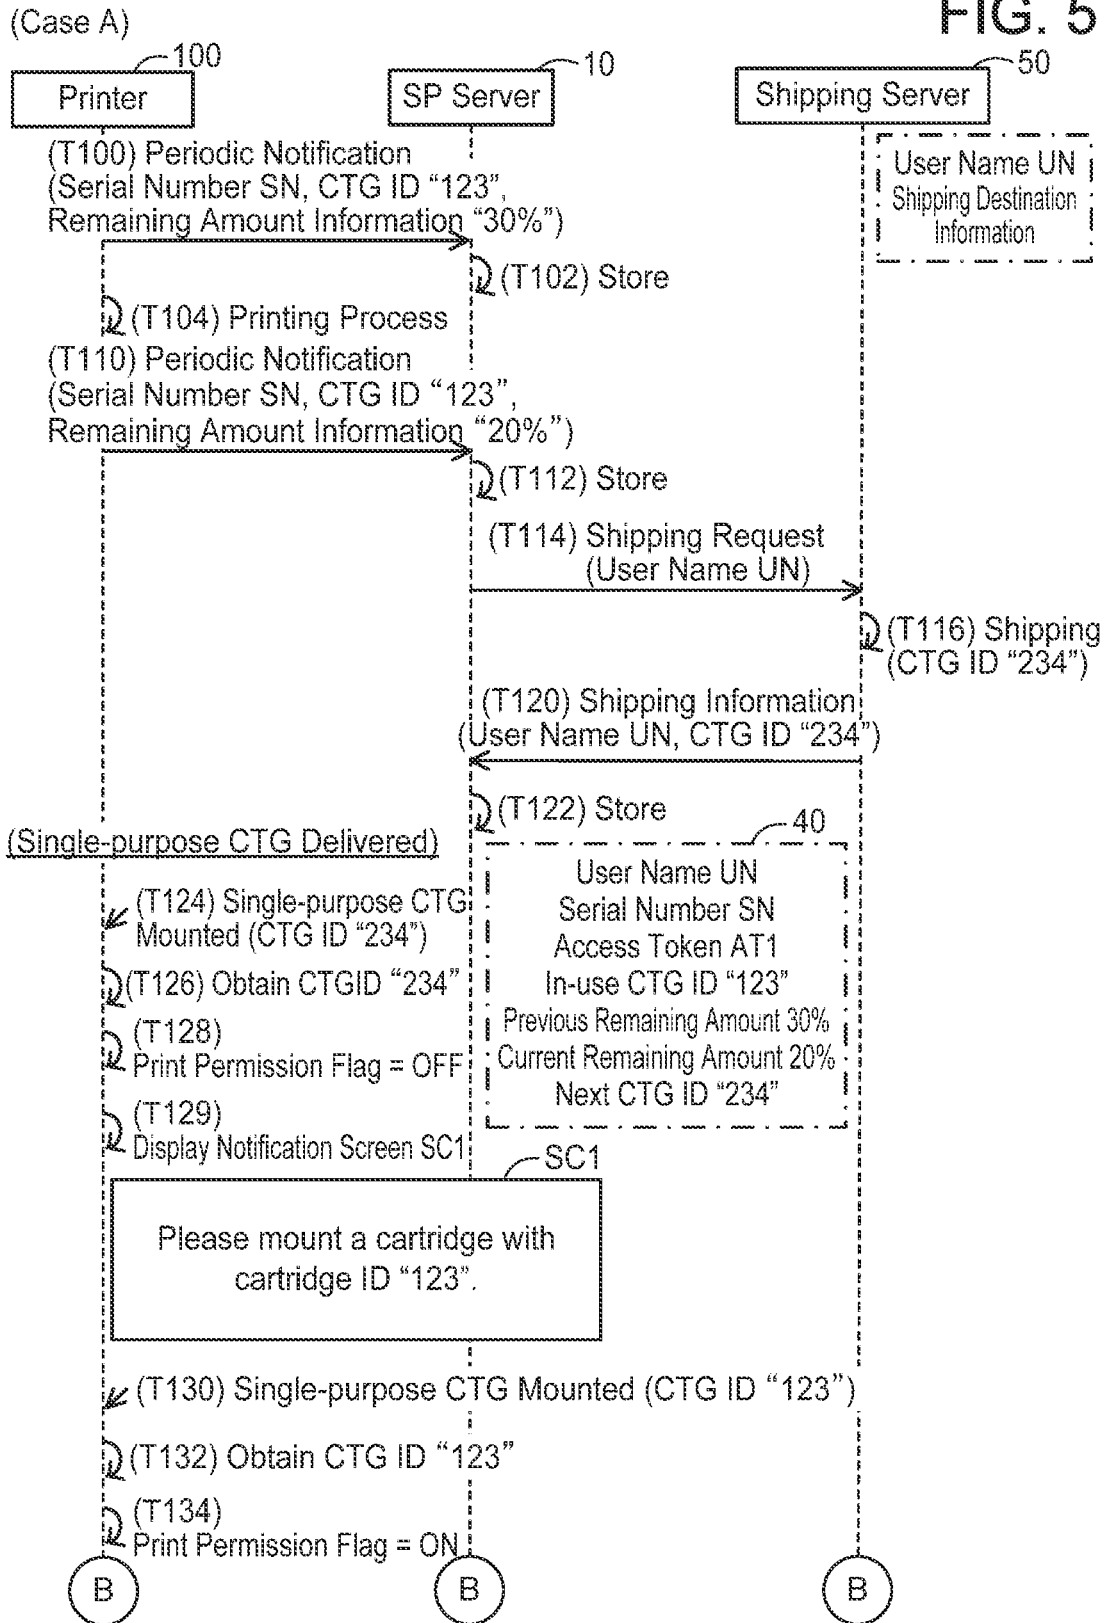 (Case A)
FIG. 5
100
10
50
Printer
SP Server
Shipping Server
(T100) Periodic Notification
(Serial Number SN, CTG ID “123”,
Remaining Amount Information “30%”)
User Name UN
Shipping Destination
Information
(T102) Store
(T104) Printing Process
(T110) Periodic Notification
(Serial Number SN, CTG ID “123”,
Remaining Amount Information “20%”)
(T112) Store
(T114) Shipping Request
(User Name UN)
(T116) Shipping
(CTG ID “234”)
(T120) Shipping Information
(User Name UN, CTG ID “234”)
(T122) Store
40
(Single-purpose CTG Delivered)
User Name UN
Serial Number SN
Access Token AT1
In-use CTG ID “123”
Previous Remaining Amount 30%
Current Remaining Amount 20%
Next CTG ID “234”
(T124) Single-purpose CTG
Mounted (CTG ID “234”)
(T126) Obtain CTGID “234”
(T128)
Print Permission Flag = OFF
(T129)
Display Notification Screen SC1
SC1
Please mount a cartridge with
cartridge ID “123”.
(T130) Single-purpose CTG Mounted (CTG ID “123”)
(T132) Obtain CTG ID “123”
(T134)
Print Permission Flag = ON
B
B
B